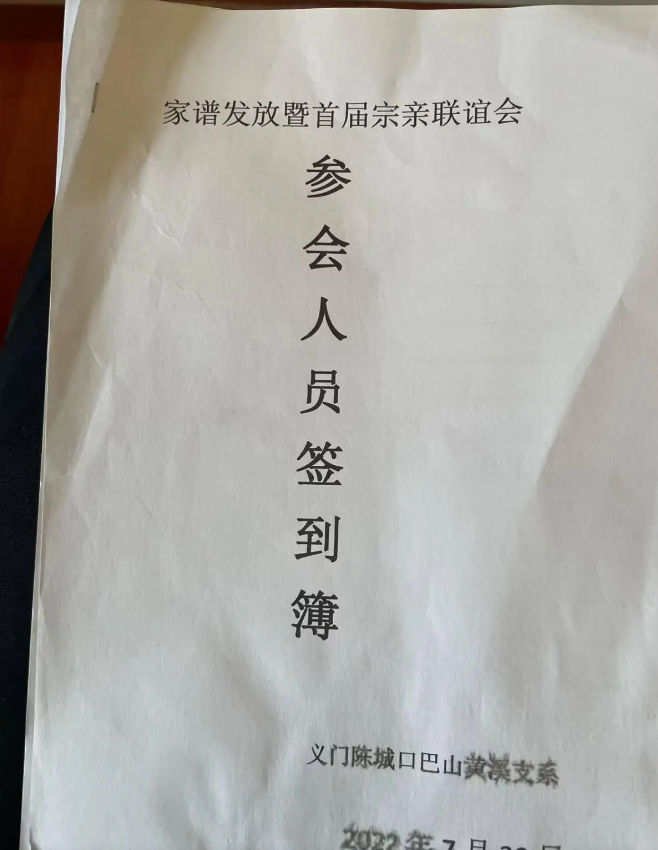 家谱发放暨首届宗亲联谊会
参会人员签到簿
义门陈城口巴山黄溪支系
2022年7月